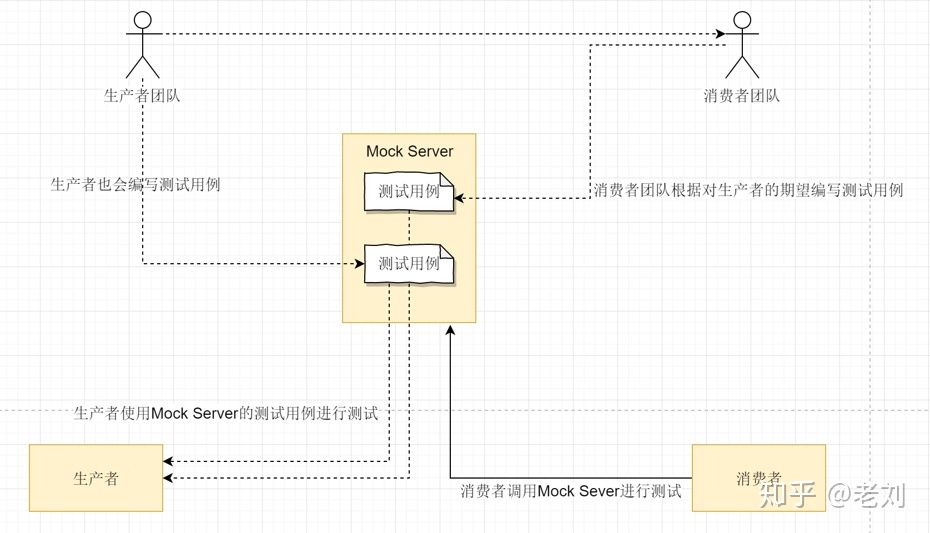 生产者团队
消费者团队
Mock Server
测试用例
生产者也会编写测试用例
消费者团队根据对生产者的期望编写测试用例
测试用例
生产者使用Mock Server的测试用例进行测试
生产者
消费者
消费者调用Mock Sever进行测试
知乎 @老刘